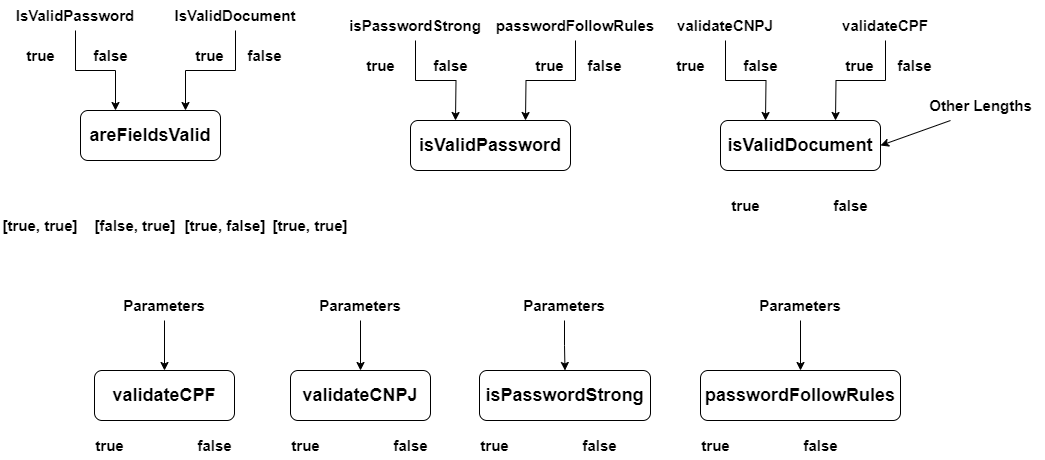 IsValidPassword IsValidDocument
true false true false
areFieldsValid
[true, true] [false, true] [true, false] [true, true]
isPasswordStrong passwordFollowRules
true false true false
isValidPassword
validateCNPJ validateCPF
true false true false
Other Lengths
isValidDocument
true false
Parameters Parameters Parameters Parameters
validateCPF validateCNPJ isPasswordStrong passwordFollowRules
true false true false true false true false